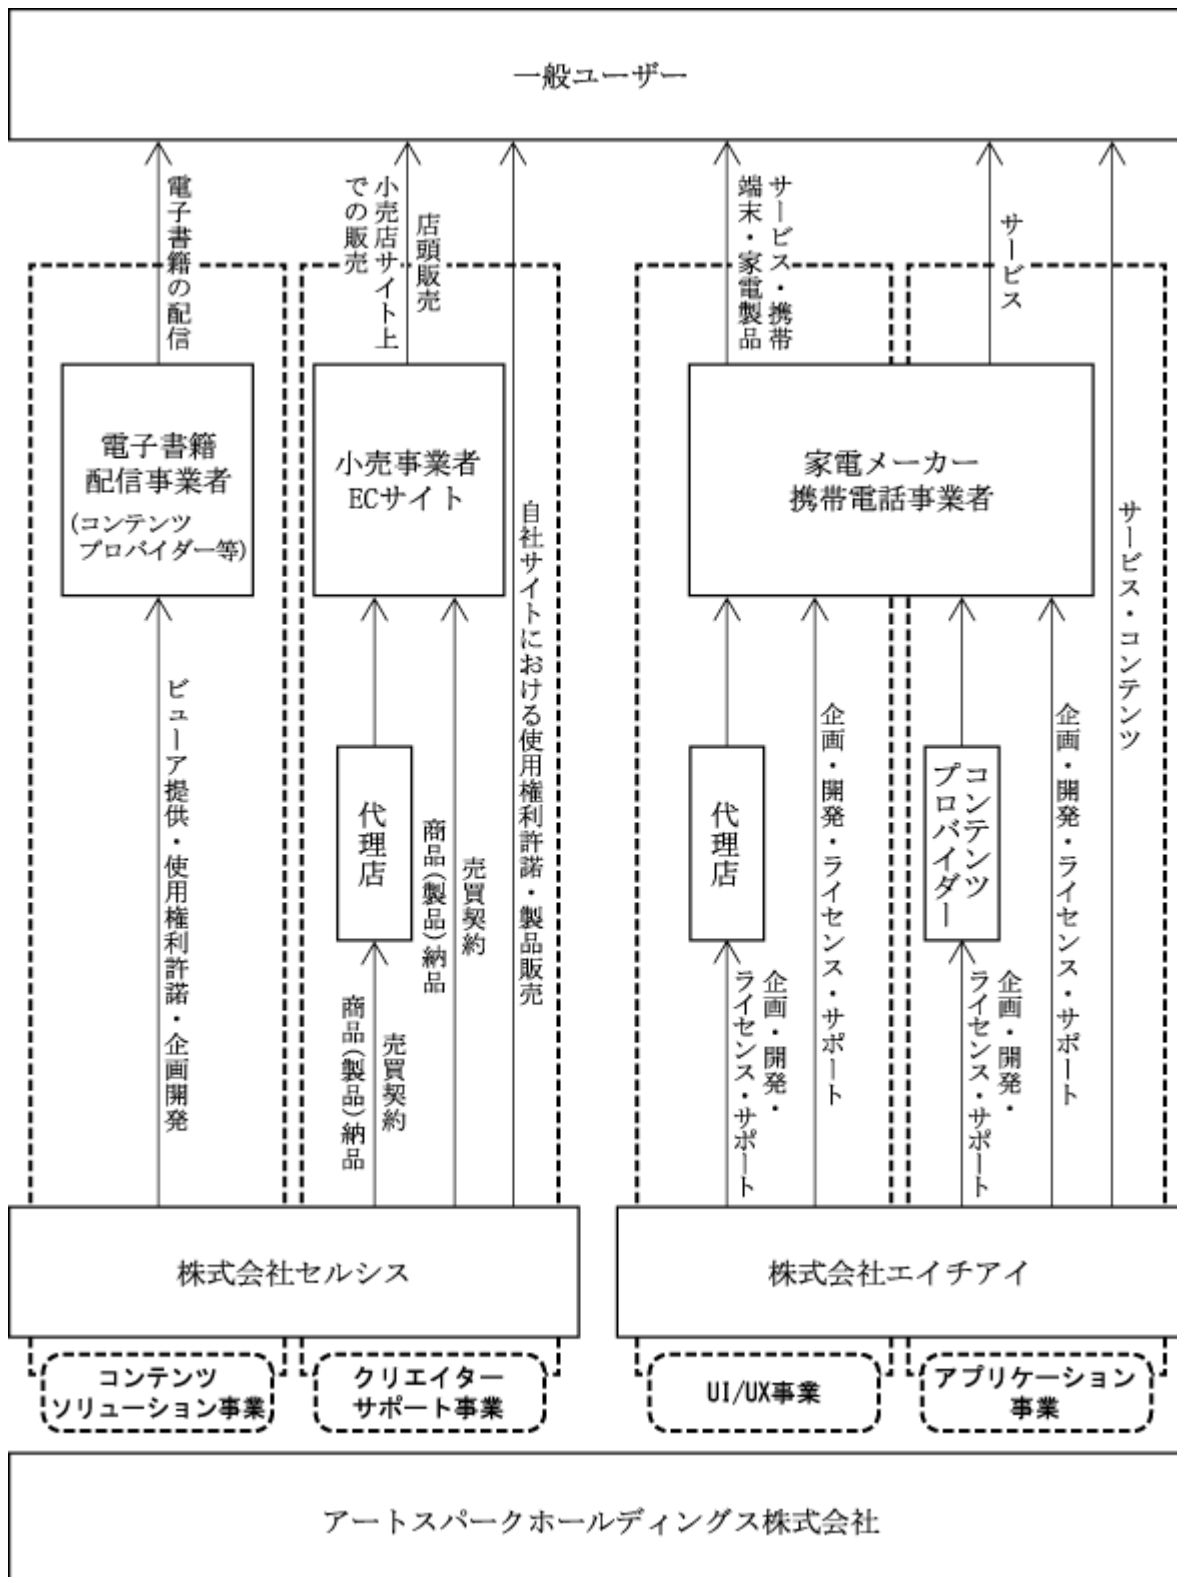 一般ユーザー
電子書籍の配信
店頭販売
小売店サイト上
での販売
サービス・携帯
端末・家電製品
サービス
電子書籍
配信事業者
(コンテンツ
プロバイダー等)
小売事業者
ECサイト
自社サイトにおける使用権利許諾・製品販売
家電メーカー
携帯電話事業者
サービス・コンテンツ
ビューア提供・使用権利許諾・企画開発
代理店
売買契約
商品(製品)納品
売買契約
商品(製品)納品
代理店
企画・開発・ライセンス・サポート
企画・開発・
ライセンス・サポート
コンテンツ
プロバイダー
企画・開発・ライセンス・サポート
企画・開発・
ライセンス・サポート
株式会社セルシス
株式会社エイチアイ
コンテンツ
ソリューション事業
クリエイター
サポート事業
UI/UX事業
アプリケーション
事業
アートスパークホールディングス株式会社